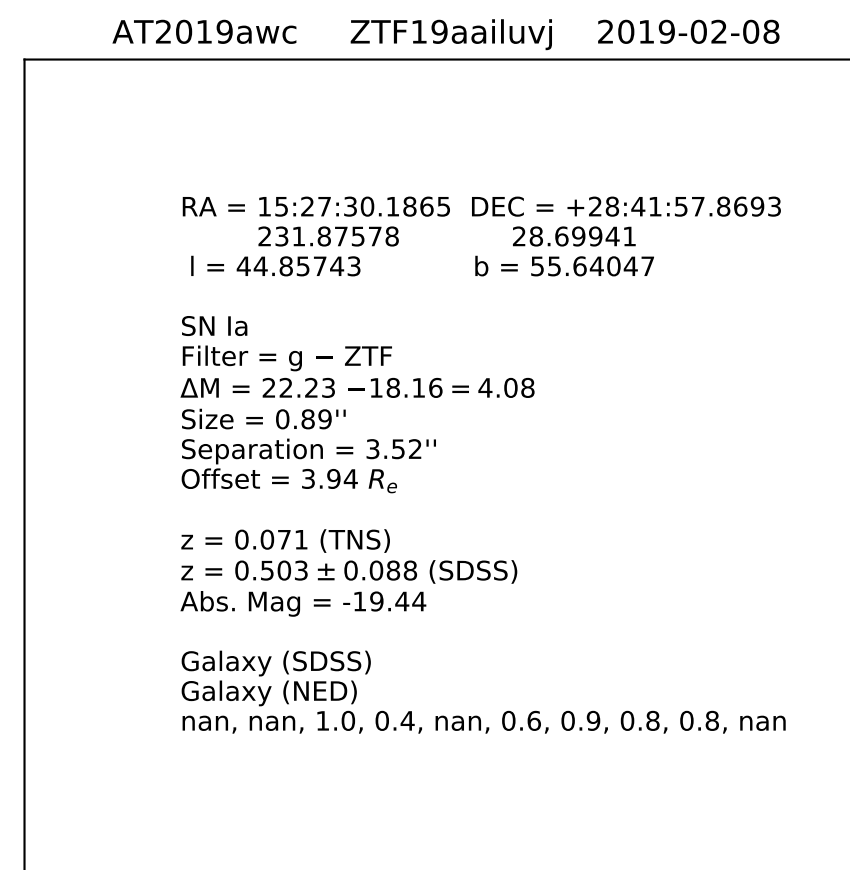 AT2019awc ZTF19aailuvj 2019-02-08
RA = 15:27:30.1865 DEC = +28:41:57.8693
231.87578 28.69941
l = 44.85743 b = 55.64047
SN Ia
Filter = g − ZTF
ΔM = 22.23 −18.16 = 4.08
Size = 0.89''
Separation = 3.52''
Offset = 3.94 Re
z = 0.071 (TNS)
z = 0.503 ± 0.088 (SDSS)
Abs. Mag = -19.44
Galaxy (SDSS)
Galaxy (NED)
nan, nan, 1.0, 0.4, nan, 0.6, 0.9, 0.8, 0.8, nan